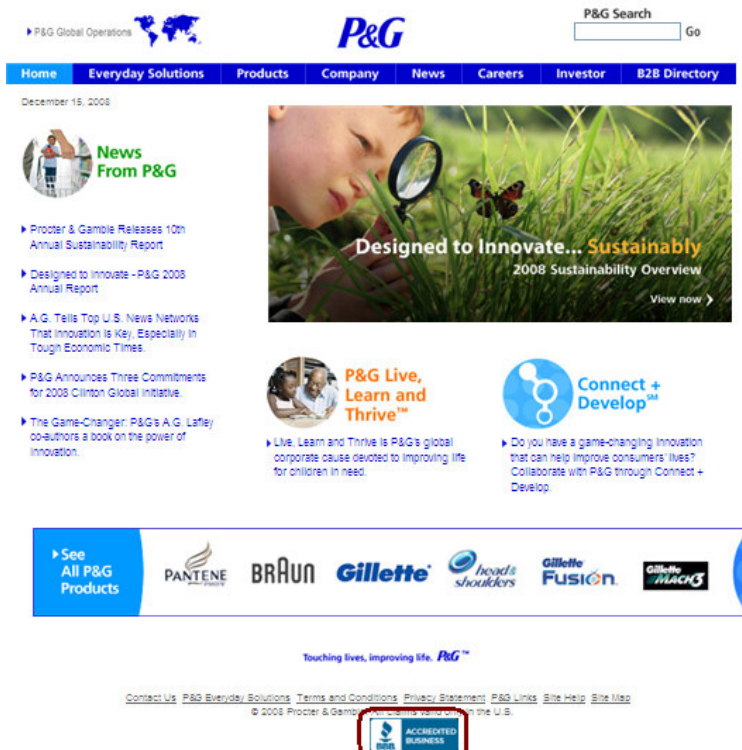 P&G Global Operations
P&G
P&G Search
Go
Home Everyday Solutions Products Company News Careers Investor B2B Directory
December 15, 2008
News
From P&G
Procter & Gamble Releases 10th
Annual Sustainability Report
Designed to Innovate - P&G 2008
Annual Report
A.G. Tells Top U.S. News Networks
That Innovation is Key, Especially in
Tough Economic Times.
P&G Announces Three Commitments
for 2008 Clinton Global Initiative.
The Game-Changer: P&G's A.G. Lafley
co-authors a book on the power of
innovation.
Designed to Innovate... Sustainably
2008 Sustainability Overview
View now
P&G Live,
Learn and
Thrive™
Live, Learn and Thrive is P&G's global
corporate cause devoted to improving life
for children in need.
Connect +
Develop℠
Do you have a game-changing innovation
that can help improve consumers' lives?
Collaborate with P&G through Connect +
Develop.
See
All P&G
Products
PANTENE
BRAUN
Gillette
head &
shoulders
Gillette
FUSION
Gillette
MACH3
Touching lives, improving life. P&G™
Contact Us P&G Everyday Solutions Terms and Conditions Privacy Statement P&G Links Site Help Site Map
© 2008 Procter & Gamble. All claims valid only in the U.S.
ACCREDITED
BUSINESS
BBB